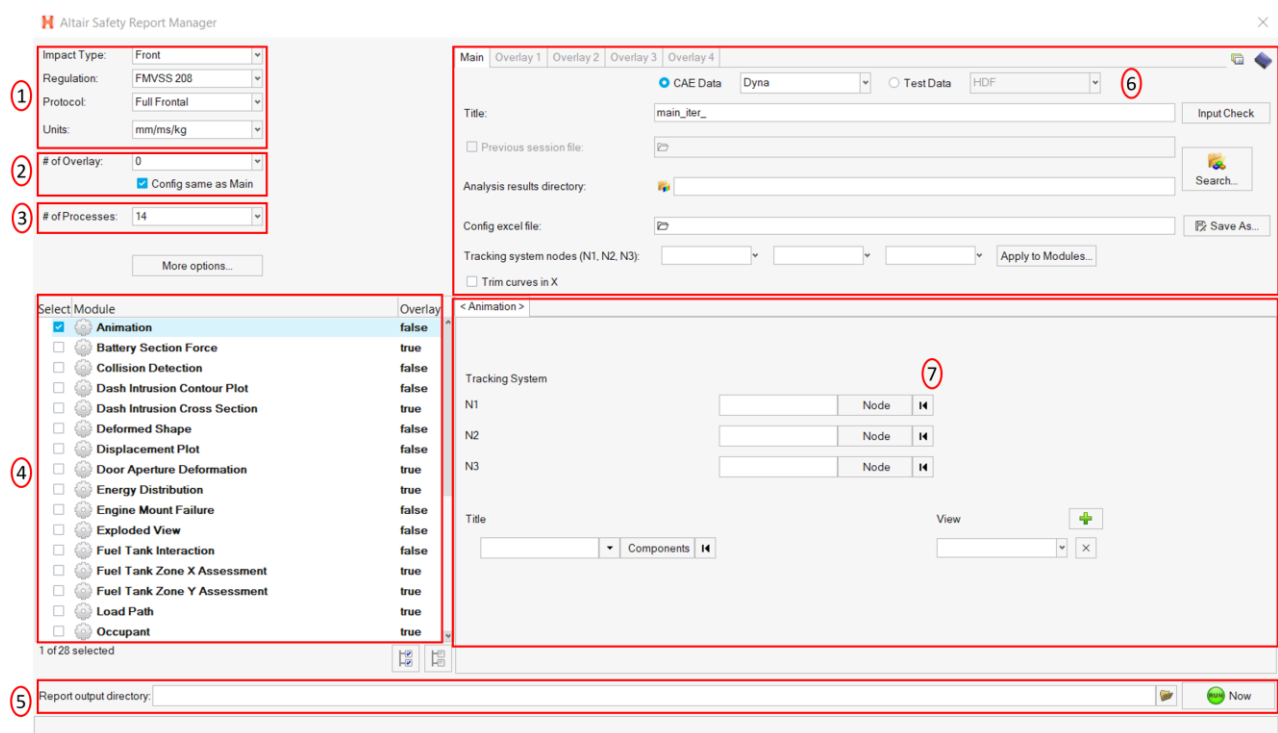 Altair Safety Report Manager
1
Impact Type: Front
Regulation: FMVSS 208
Protocol: Full Frontal
Units: mm/ms/kg
2
# of Overlay: 0
Config same as Main
3
# of Processes: 14
More options...
Main Overlay 1 Overlay 2 Overlay 3 Overlay 4
CAE Data Dyna Test Data HDF 6
Title: main_iter_ Input Check
Previous session file:
Analysis results directory: Search...
Config excel file: Save As...
Tracking system nodes (N1, N2, N3): Apply to Modules...
Trim curves in X
4
Select Module Overlay
Animation false
Battery Section Force true
Collision Detection false
Dash Intrusion Contour Plot false
Dash Intrusion Cross Section true
Deformed Shape false
Displacement Plot false
Door Aperture Deformation true
Energy Distribution true
Engine Mount Failure false
Exploded View false
Fuel Tank Interaction false
Fuel Tank Zone X Assessment true
Fuel Tank Zone Y Assessment true
Load Path true
Occupant true
1 of 28 selected
< Animation >
7
Tracking System
N1 Node
N2 Node
N3 Node
Title View
Components
5
Report output directory: RUN Now